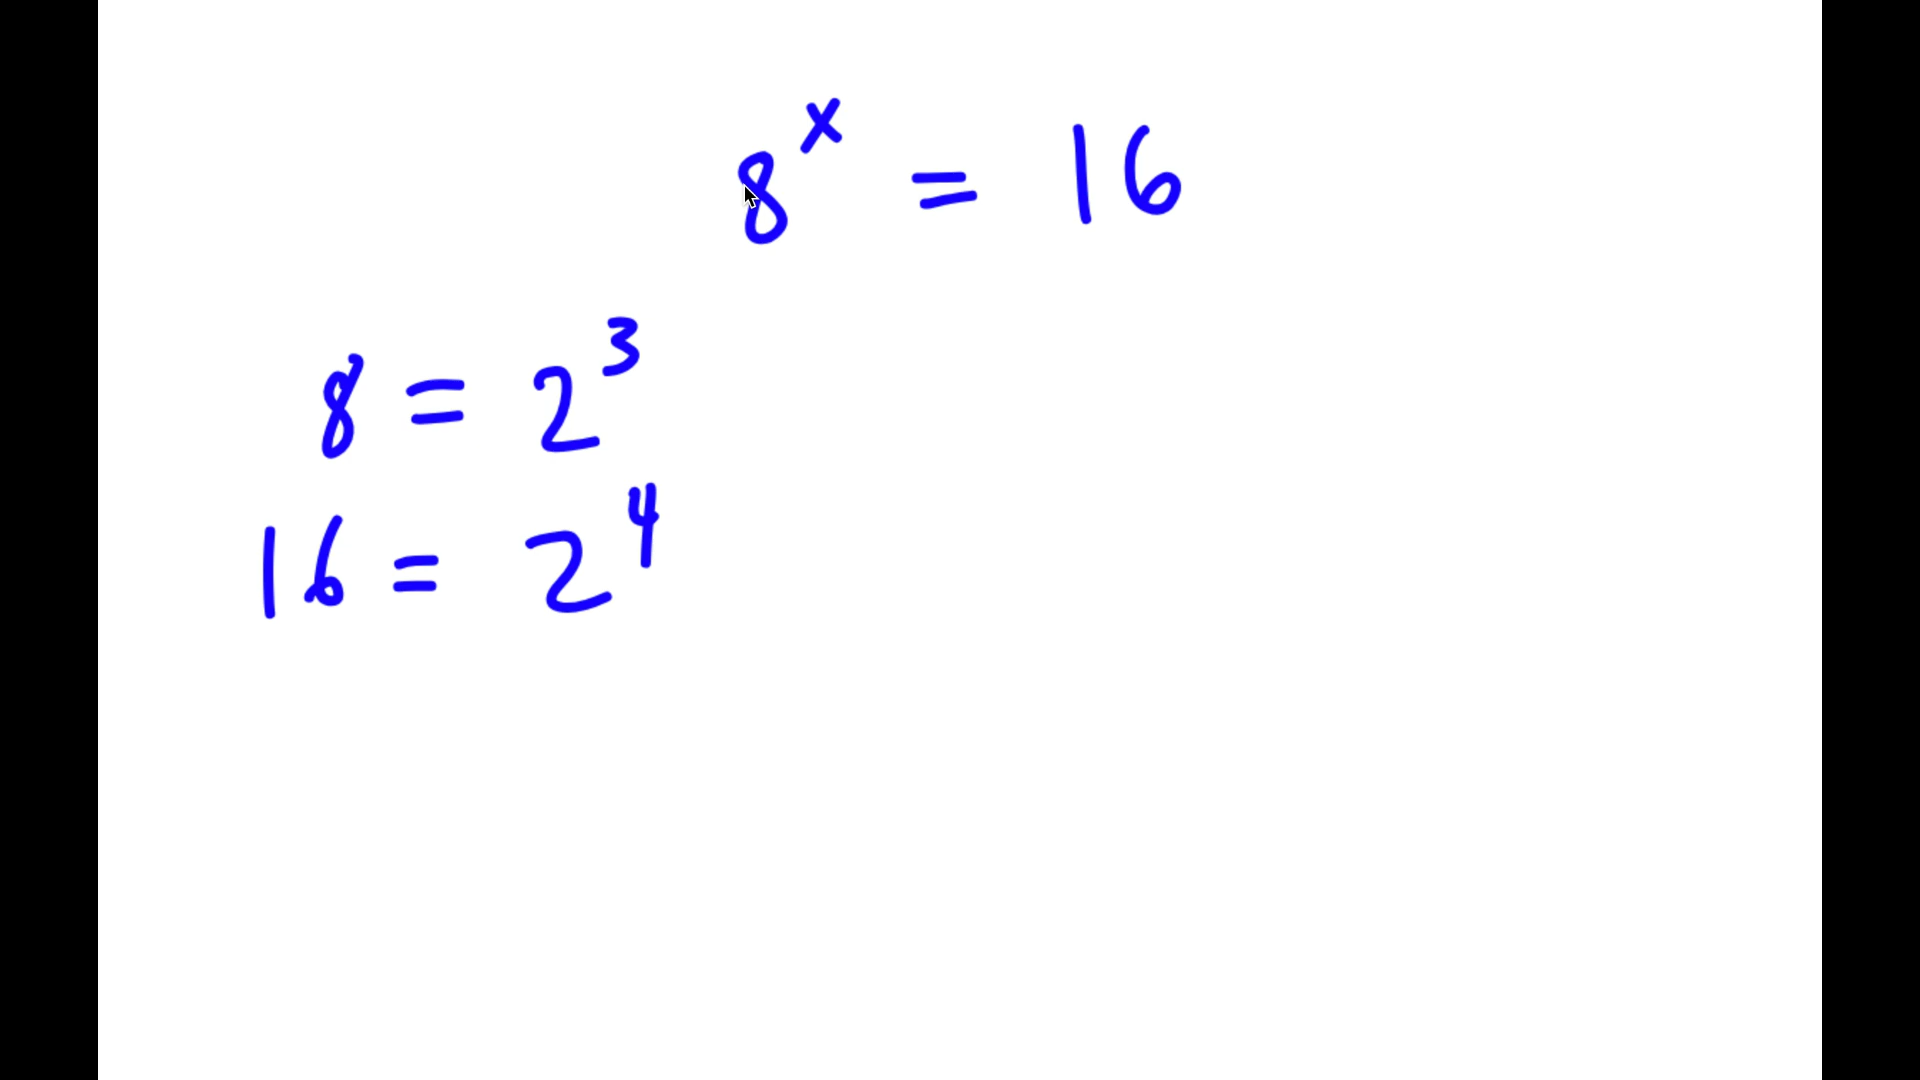 8^x = 16
8 = 2^3
16 = 2^4